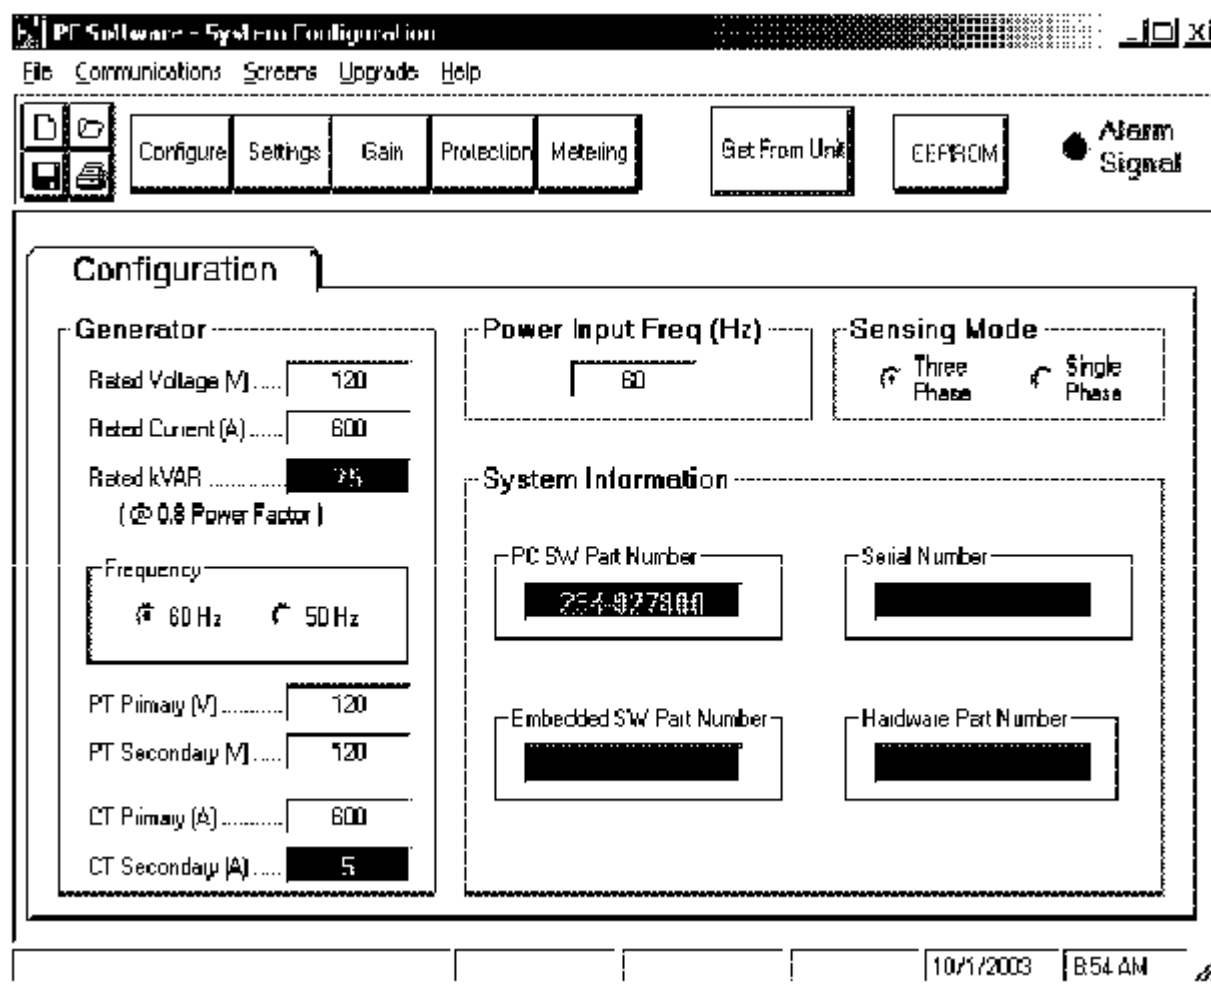 PF Software - System Configuration
File Communications Screens Upgrade Help
Configure Settings Gain Protection Metering Get From Unit EEPROM Alarm Signal
Configuration
Generator
Rated Voltage (V) ..... 120
Rated Current (A) ...... 600
Rated kVAR .............. 75
( @ 0.8 Power Factor )
Frequency
60 Hz 50 Hz
PT Primary (V) ........... 120
PT Secondary (V) ..... 120
CT Primary (A) ........... 600
CT Secondary (A) ..... 5
Power Input Freq (Hz)
60
Sensing Mode
Three Phase Single Phase
System Information
PC SW Part Number
Serial Number
Embedded SW Part Number
Hardware Part Number
10/1/2003 8:54 AM